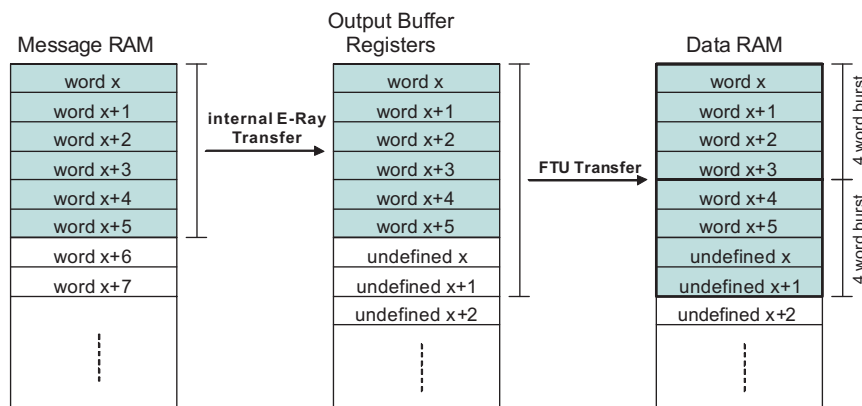 Message RAM
word x
word x+1
word x+2
word x+3
word x+4
word x+5
word x+6
word x+7
internal E-Ray
Transfer
Output Buffer
Registers
word x
word x+1
word x+2
word x+3
word x+4
word x+5
undefined x
undefined x+1
undefined x+2
FTU Transfer
Data RAM
word x
word x+1
word x+2
word x+3
word x+4
word x+5
undefined x
undefined x+1
undefined x+2
4 word burst
4 word burst